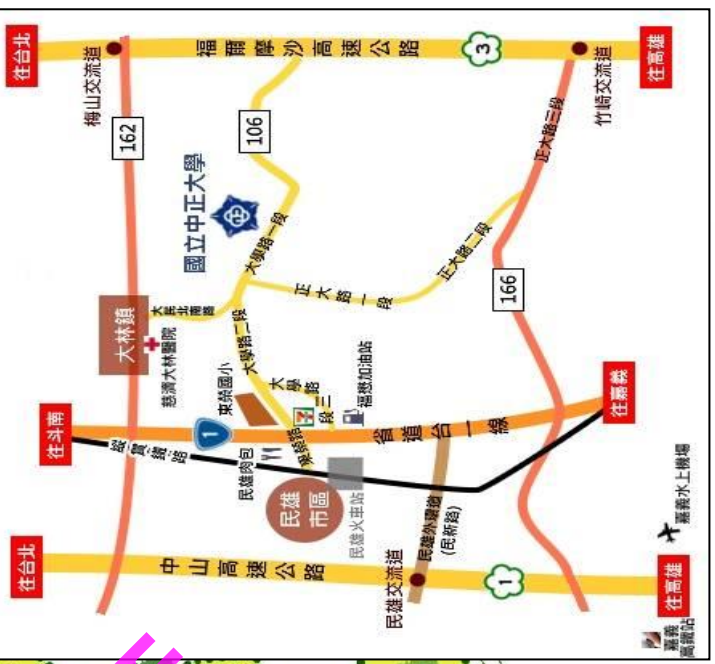 往台北
梅山交流道
福爾摩沙高速公路
3
竹崎交流道
往高雄
162
106
正大路三段
國立中正大學
大學路一段
正大路二段
正大路一段
166
大林鎮
大民北南路
慈濟大林醫院
大學路二段
東榮國小
大學路三段
福懋加油站
往斗南
1
縱貫鐵路
民雄肉包
東榮路
7
省道台一線
往嘉義
民雄市區
民雄火車站
民雄外環道
(民新路)
嘉義水上機場
往台北
中山高速公路
民雄交流道
1
往高雄
嘉義
高鐵站